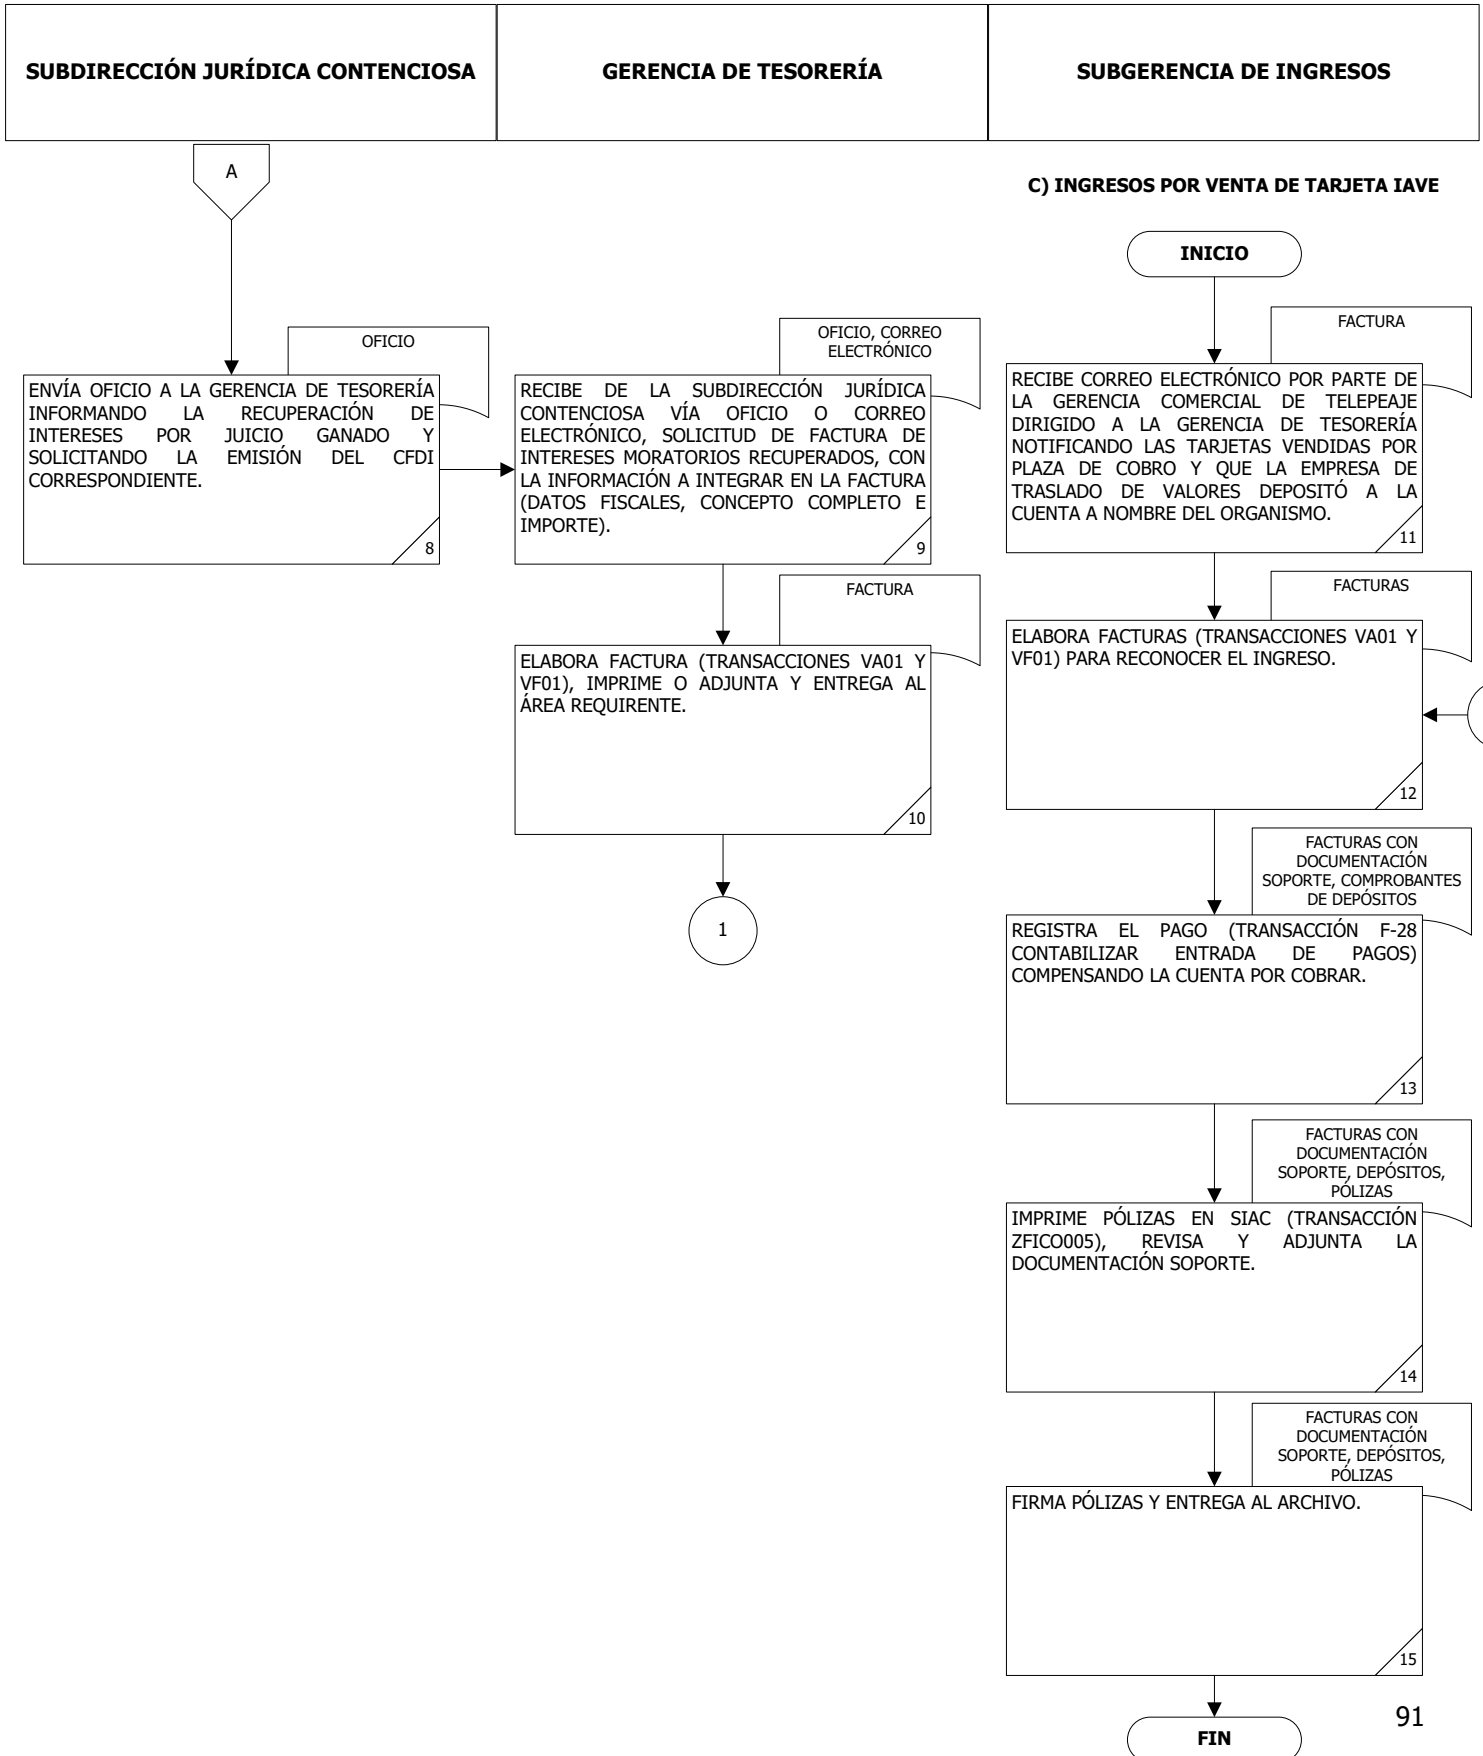 SUBDIRECCIÓN JURÍDICA CONTENCIOSA
GERENCIA DE TESORERÍA
SUBGERENCIA DE INGRESOS
A
OFICIO
ENVÍA OFICIO A LA GERENCIA DE TESORERÍA
INFORMANDO LA RECUPERACIÓN DE
INTERESES POR JUICIO GANADO Y
SOLICITANDO LA EMISIÓN DEL CFDI
CORRESPONDIENTE.
8
OFICIO, CORREO
ELECTRÓNICO
RECIBE DE LA SUBDIRECCIÓN JURÍDICA
CONTENCIOSA VÍA OFICIO O CORREO
ELECTRÓNICO, SOLICITUD DE FACTURA DE
INTERESES MORATORIOS RECUPERADOS, CON
LA INFORMACIÓN A INTEGRAR EN LA FACTURA
(DATOS FISCALES, CONCEPTO COMPLETO E
IMPORTE).
9
FACTURA
ELABORA FACTURA (TRANSACCIONES VA01 Y
VF01), IMPRIME O ADJUNTA Y ENTREGA AL
ÁREA REQUIRENTE.
10
1
C) INGRESOS POR VENTA DE TARJETA IAVE
INICIO
FACTURA
RECIBE CORREO ELECTRÓNICO POR PARTE DE
LA GERENCIA COMERCIAL DE TELEPEAJE
DIRIGIDO A LA GERENCIA DE TESORERÍA
NOTIFICANDO LAS TARJETAS VENDIDAS POR
PLAZA DE COBRO Y QUE LA EMPRESA DE
TRASLADO DE VALORES DEPOSITÓ A LA
CUENTA A NOMBRE DEL ORGANISMO.
11
FACTURAS
ELABORA FACTURAS (TRANSACCIONES VA01 Y
VF01) PARA RECONOCER EL INGRESO.
12
FACTURAS CON
DOCUMENTACIÓN
SOPORTE, COMPROBANTES
DE DEPÓSITOS
REGISTRA EL PAGO (TRANSACCIÓN F-28
CONTABILIZAR ENTRADA DE PAGOS)
COMPENSANDO LA CUENTA POR COBRAR.
13
FACTURAS CON
DOCUMENTACIÓN
SOPORTE, DEPÓSITOS,
PÓLIZAS
IMPRIME PÓLIZAS EN SIAC (TRANSACCIÓN
ZFICO005), REVISA Y ADJUNTA LA
DOCUMENTACIÓN SOPORTE.
14
FACTURAS CON
DOCUMENTACIÓN
SOPORTE, DEPÓSITOS,
PÓLIZAS
FIRMA PÓLIZAS Y ENTREGA AL ARCHIVO.
15
FIN
91